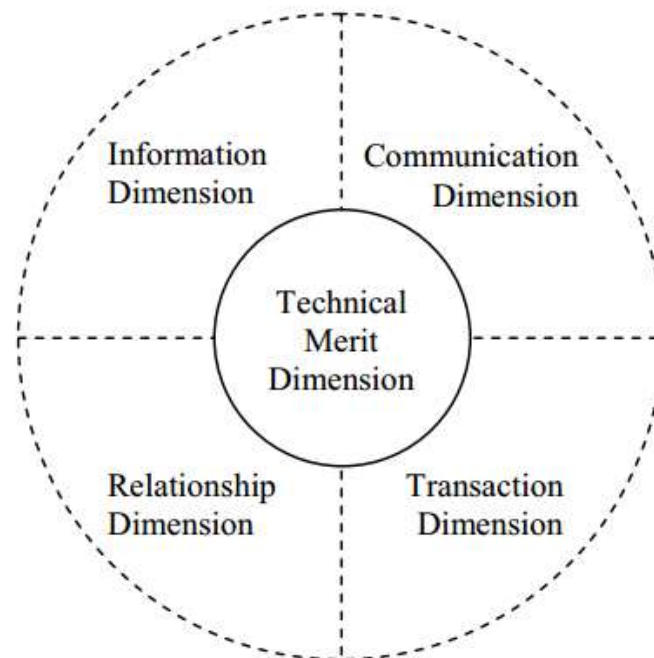 Information
Dimension
Communication
Dimension
Technical
Merit
Dimension
Relationship
Dimension
Transaction
Dimension